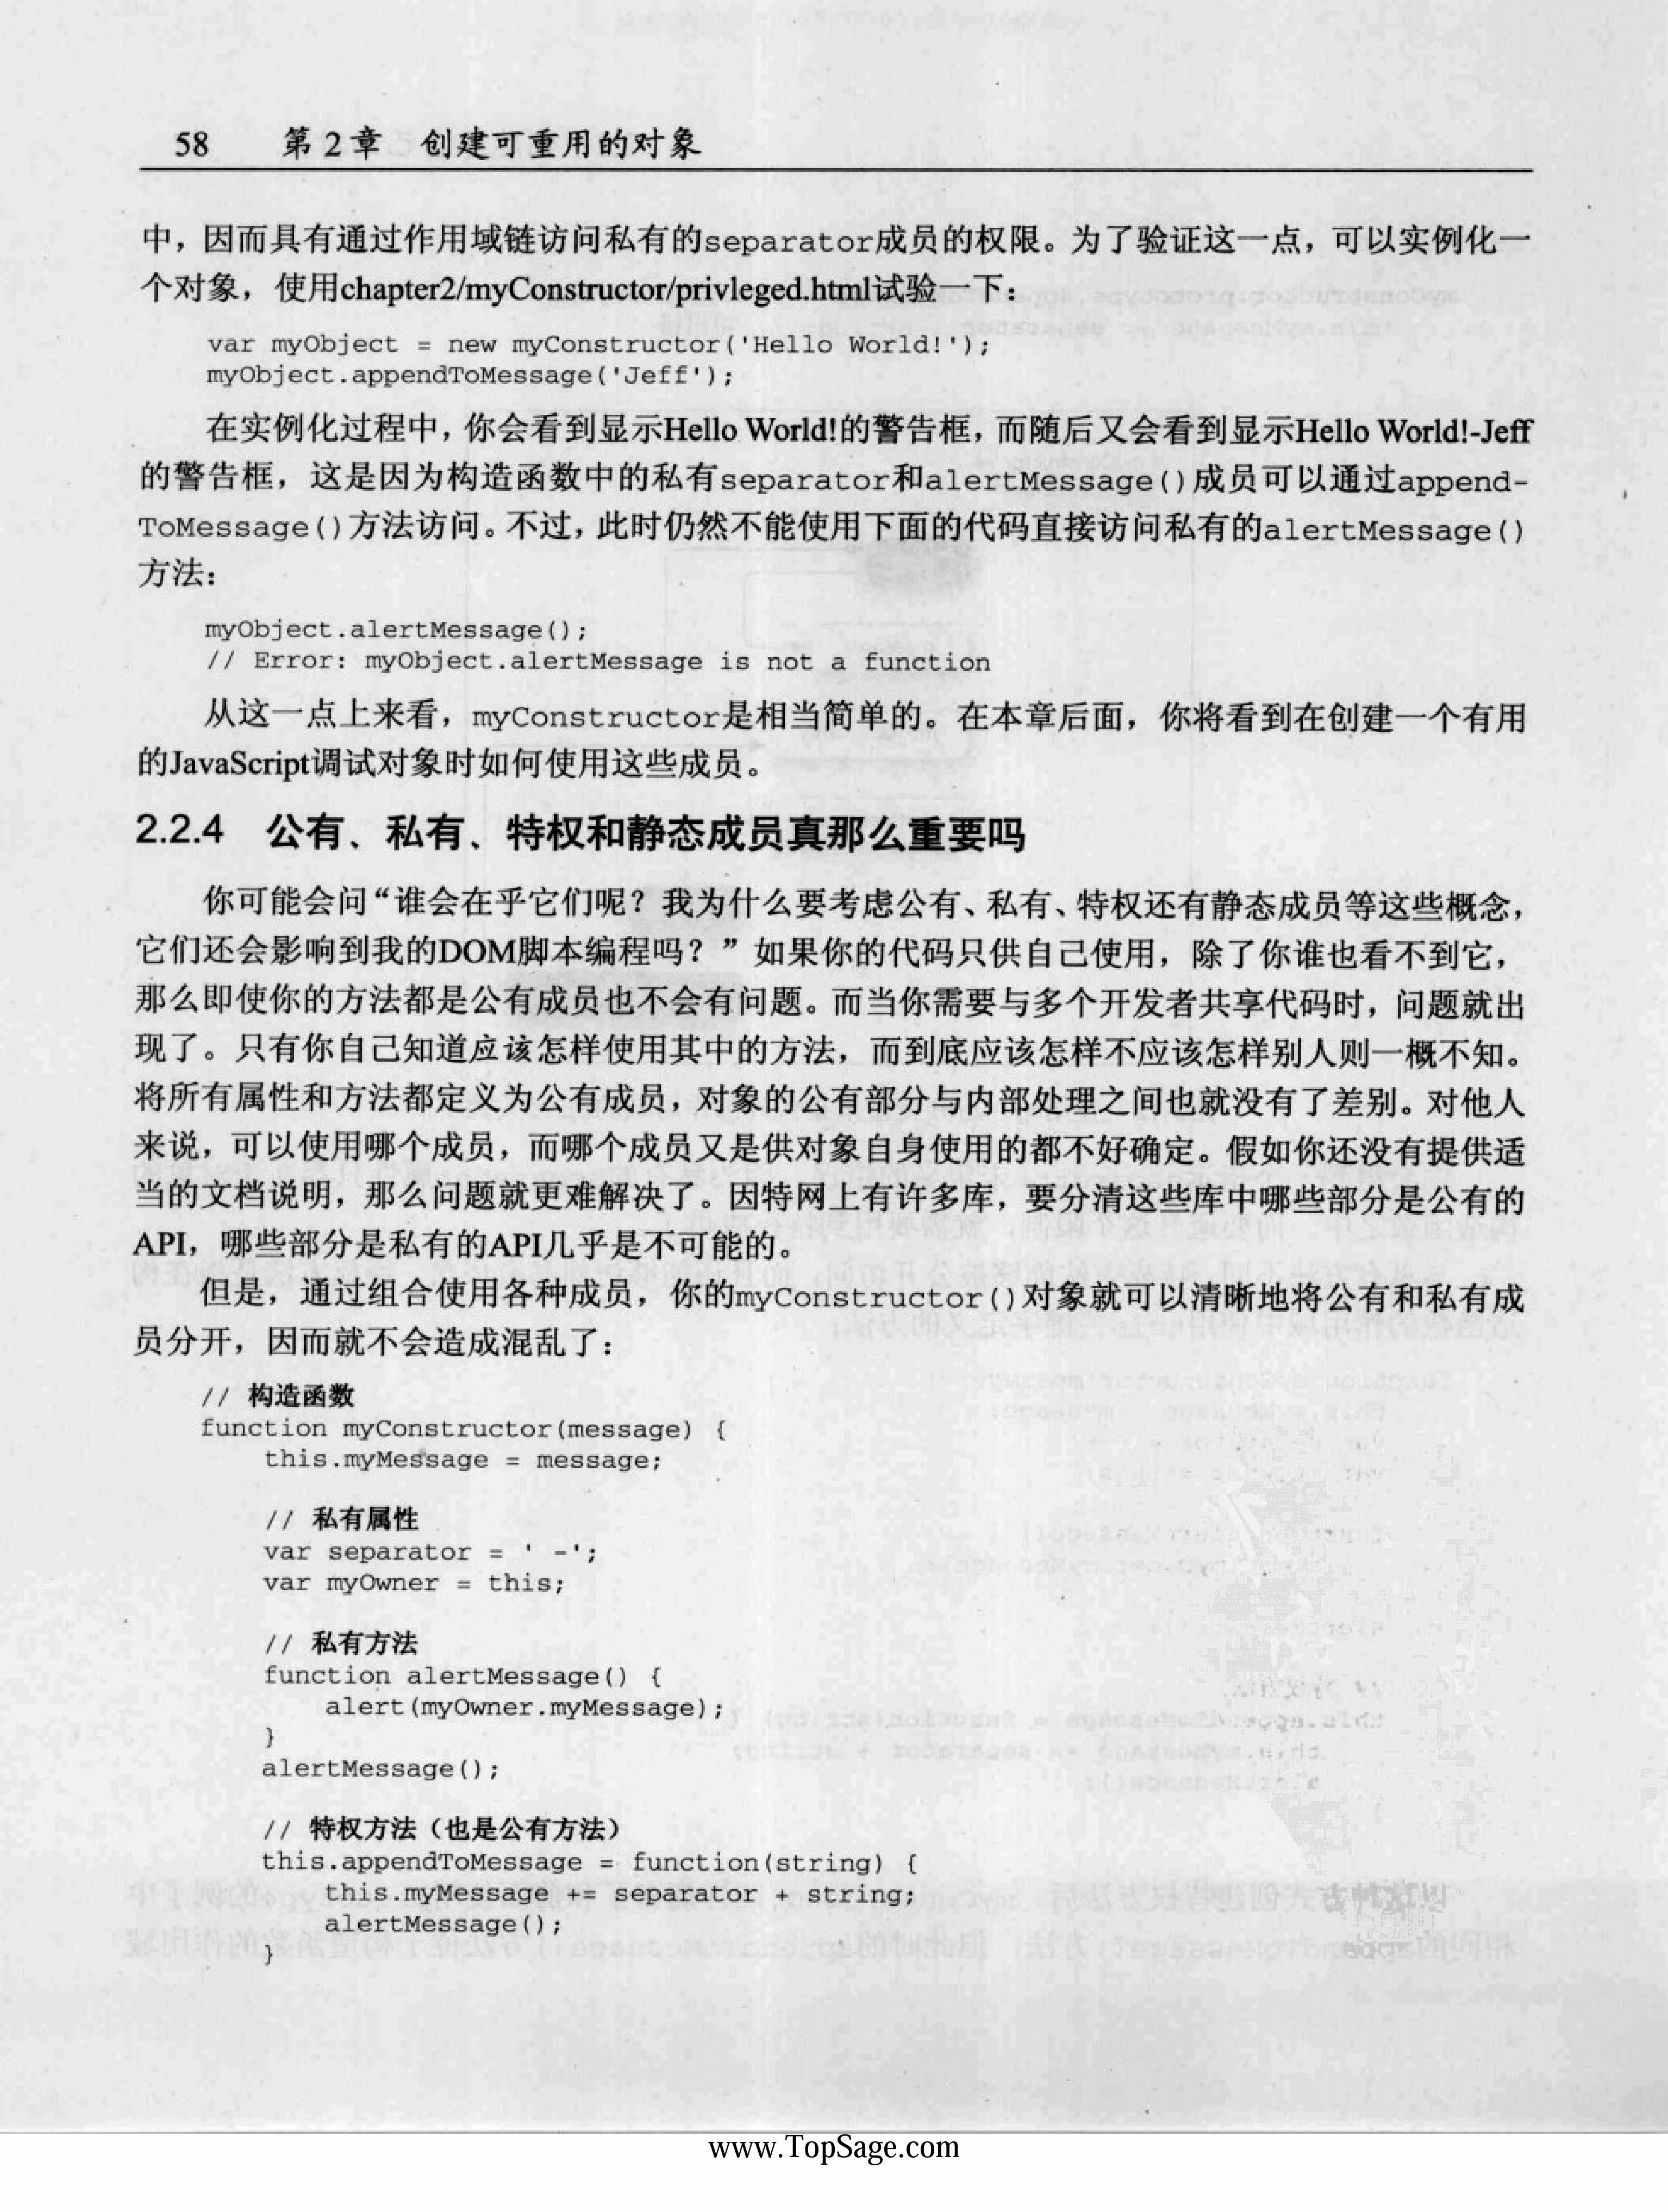 58 第2章 创建可重用的对象
中，因而具有通过作用域链访问私有的separator成员的权限。为了验证这一点，可以实例化一
个对象，使用chapter2/myConstructor/privleged.html试验一下：
var myObject = new myConstructor('Hello World!');
myObject.appendToMessage('Jeff');
在实例化过程中，你会看到显示Hello World!的警告框，而随后又会看到显示Hello World!-Jeff
的警告框，这是因为构造函数中的私有separator和alertMessage()成员可以通过append-
ToMessage()方法访问。不过，此时仍然不能使用下面的代码直接访问私有的alertMessage()
方法：
myObject.alertMessage();
// Error: myObject.alertMessage is not a function
从这一点上来看，myConstructor是相当简单的。在本章后面，你将看到在创建一个有用
的JavaScript调试对象时如何使用这些成员。
2.2.4 公有、私有、特权和静态成员真那么重要吗
你可能会问“谁会在乎它们呢？我为什么要考虑公有、私有、特权还有静态成员等这些概念，
它们还会影响到我的DOM脚本编程吗？”如果你的代码只供自己使用，除了你谁也看不到它，
那么即使你的方法都是公有成员也不会有问题。而当你需要与多个开发者共享代码时，问题就出
现了。只有你自己知道应该怎样使用其中的方法，而到底应该怎样不应该怎样别人则一概不知。
将所有属性和方法都定义为公有成员，对象的公有部分与内部处理之间也就没有了差别。对他人
来说，可以使用哪个成员，而哪个成员又是供对象自身使用的都不好确定。假如你还没有提供适
当的文档说明，那么问题就更难解决了。因特网上有许多库，要分清这些库中哪些部分是公有的
API，哪些部分是私有的API几乎是不可能的。
但是，通过组合使用各种成员，你的myConstructor()对象就可以清晰地将公有和私有成
员分开，因而就不会造成混乱了：
// 构造函数
function myConstructor(message) {
this.myMessage = message;
// 私有属性
var separator = ' -';
var myOwner = this;
// 私有方法
function alertMessage() {
alert(myOwner.myMessage);
}
alertMessage();
// 特权方法（也是公有方法）
this.appendToMessage = function(string) {
this.myMessage += separator + string;
alertMessage();
}
www.TopSage.com